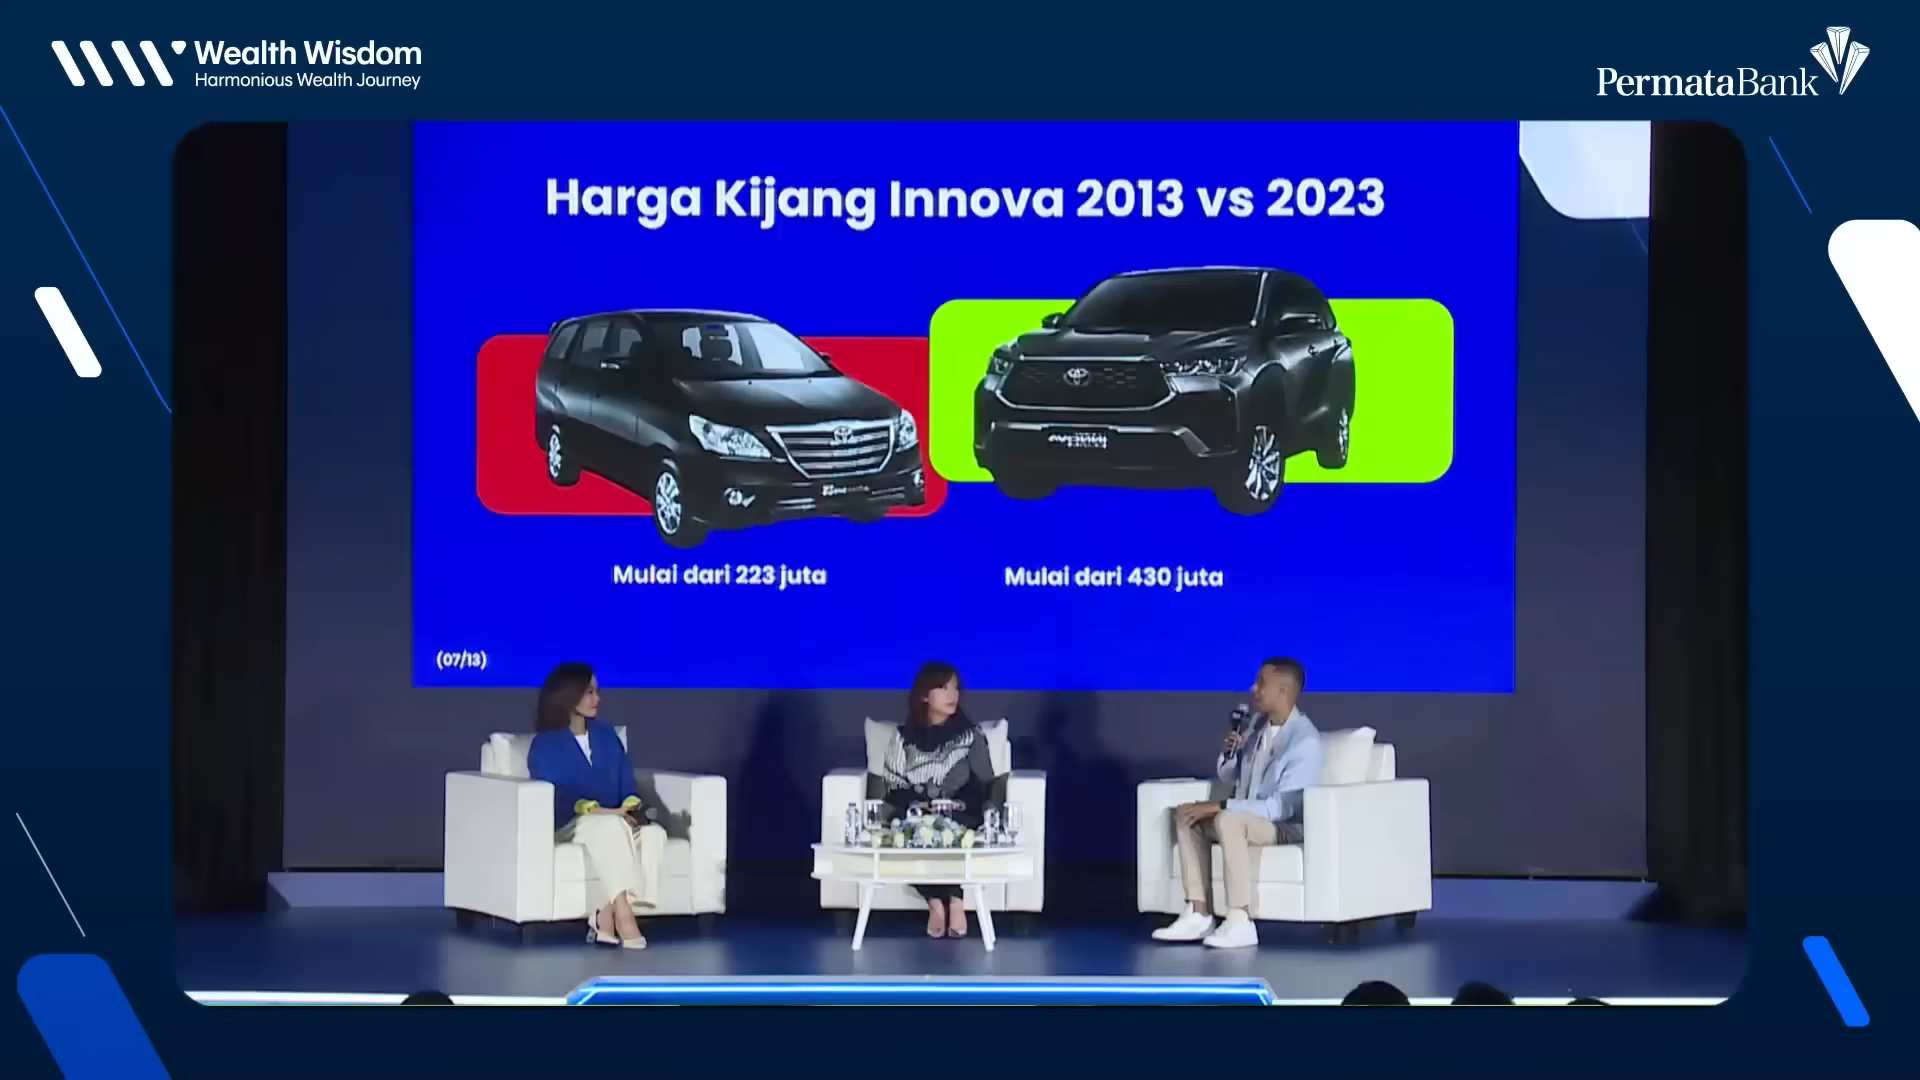 Wealth Wisdom
Harmonious Wealth Journey
PermataBank
Harga Kijang Innova 2013 vs 2023
Mulai dari 223 juta
Mulai dari 430 juta
(07/13)